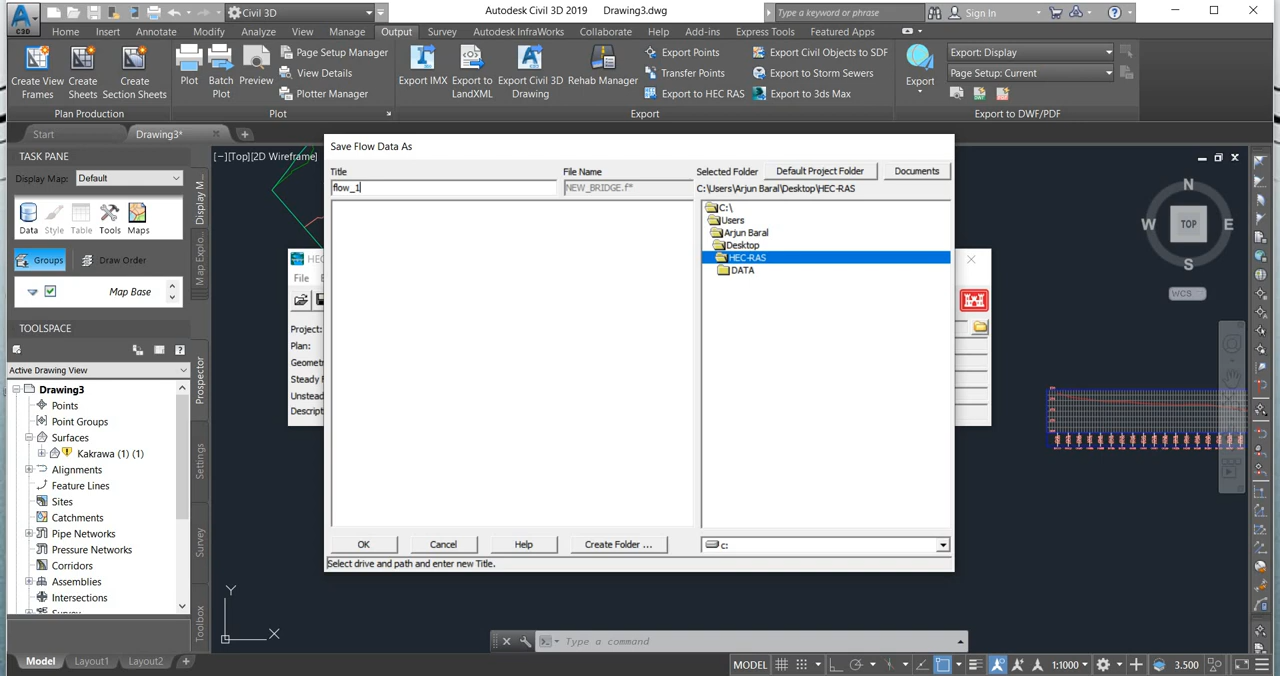 Civil 3D
Autodesk Civil 3D 2019 Drawing3.dwg
Type a keyword or phrase
Sign In
C3D
Home Insert Annotate Modify Analyze View Manage Output Survey Autodesk InfraWorks Collaborate Help Add-ins Express Tools Featured Apps
Create View Frames
Create Sheets
Create Section Sheets
Plan Production
Plot
Batch Plot
Preview
Page Setup Manager
View Details
Plotter Manager
Plot
Export IMX
Export to LandXML
Export Civil 3D Drawing
Rehab Manager
Export Points
Transfer Points
Export to HEC RAS
Export Civil Objects to SDF
Export to Storm Sewers
Export to 3ds Max
Export
Export
Export: Display
Page Setup: Current
Export to DWF/PDF
Start
Drawing3*
TASK PANE
Display Map: Default
Data Style Table Tools Maps
Groups Draw Order
Map Base
Display M...
Map Explo...
TOOLSPACE
Active Drawing View
Drawing3
Points
Point Groups
Surfaces
Kakrawa (1) (1)
Alignments
Feature Lines
Sites
Catchments
Pipe Networks
Pressure Networks
Corridors
Assemblies
Intersections
Survey
Prospector
Settings
Survey
Toolbox
[−][Top][2D Wireframe]
HEC
File
Project:
Plan:
Geometr
Steady F
Unstead
Descript
Save Flow Data As
Title
flow_1
File Name
NEW_BRIDGE.f*
Selected Folder
Default Project Folder
Documents
C:\Users\Arjun Baral\Desktop\HEC-RAS
C:\
Users
Arjun Baral
Desktop
HEC-RAS
DATA
OK Cancel Help Create Folder ...
c:
Select drive and path and enter new Title.
N
W TOP E
S
WCS
Y
X
Type a command
Model Layout1 Layout2
MODEL
1:1000
3.500